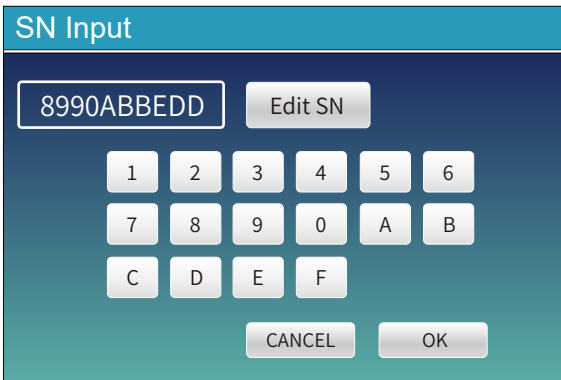 SN Input
8990ABBEDD Edit SN
1 2 3 4 5 6
7 8 9 0 A B
C D E F
CANCEL OK